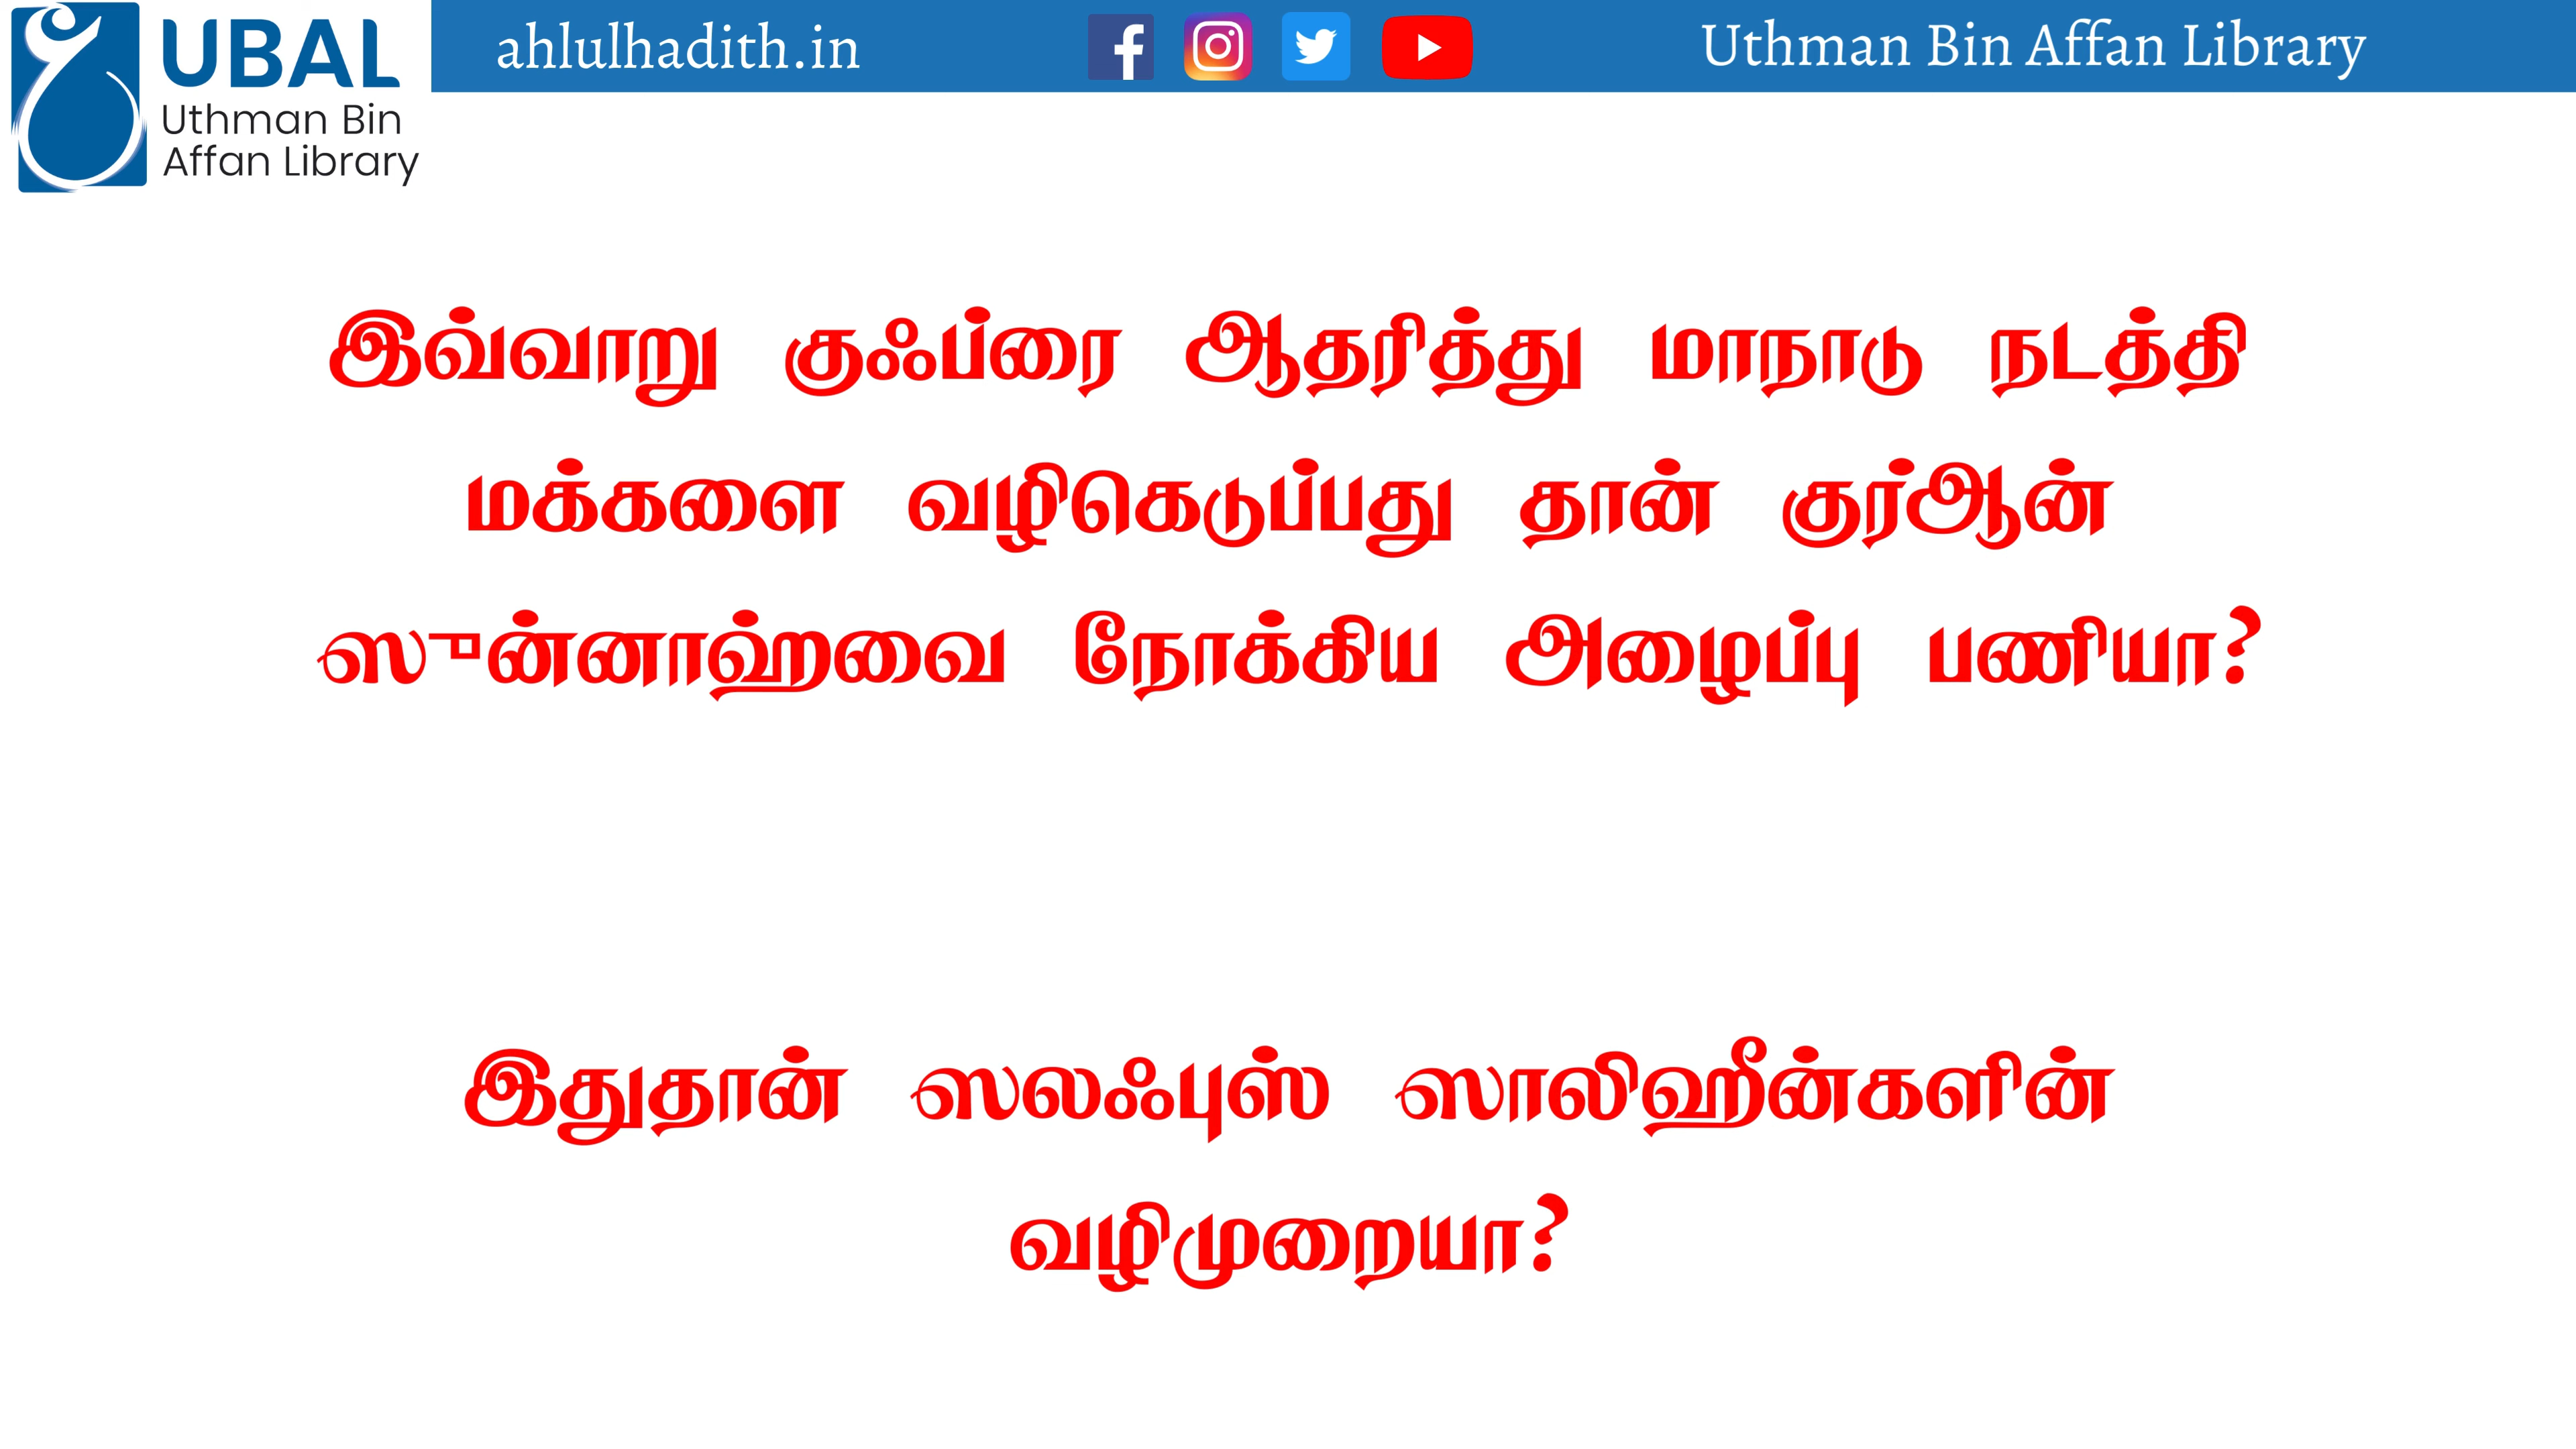 UBAL
Uthman Bin
Affan Library
ahlulhadith.in
Uthman Bin Affan Library
இவ்வாறு குஃப்ரை ஆதரித்து மாநாடு நடத்தி
மக்களை வழிகெடுப்பது தான் குர்ஆன்
ஸுன்னாஹ்வை நோக்கிய அழைப்பு பணியா?
இதுதான் ஸலஃபுஸ் ஸாலிஹீன்களின்
வழிமுறையா?